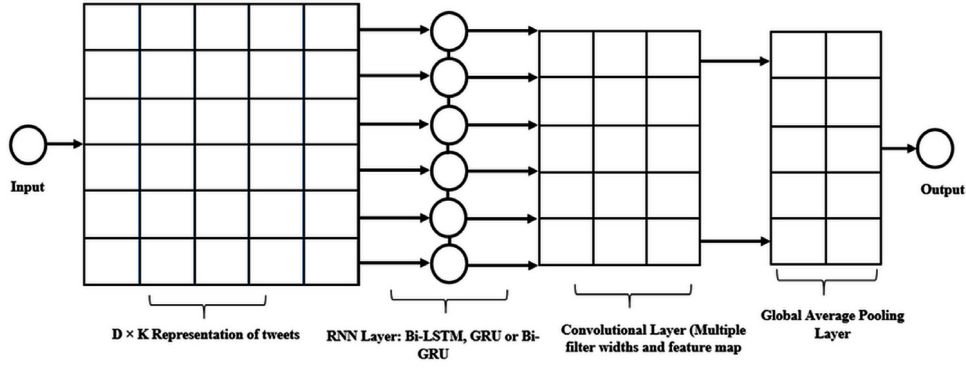 Input
Output
D × K Representation of tweets
RNN Layer: Bi-LSTM, GRU or Bi-
GRU
Convolutional Layer (Multiple
filter widths and feature map
Global Average Pooling
Layer